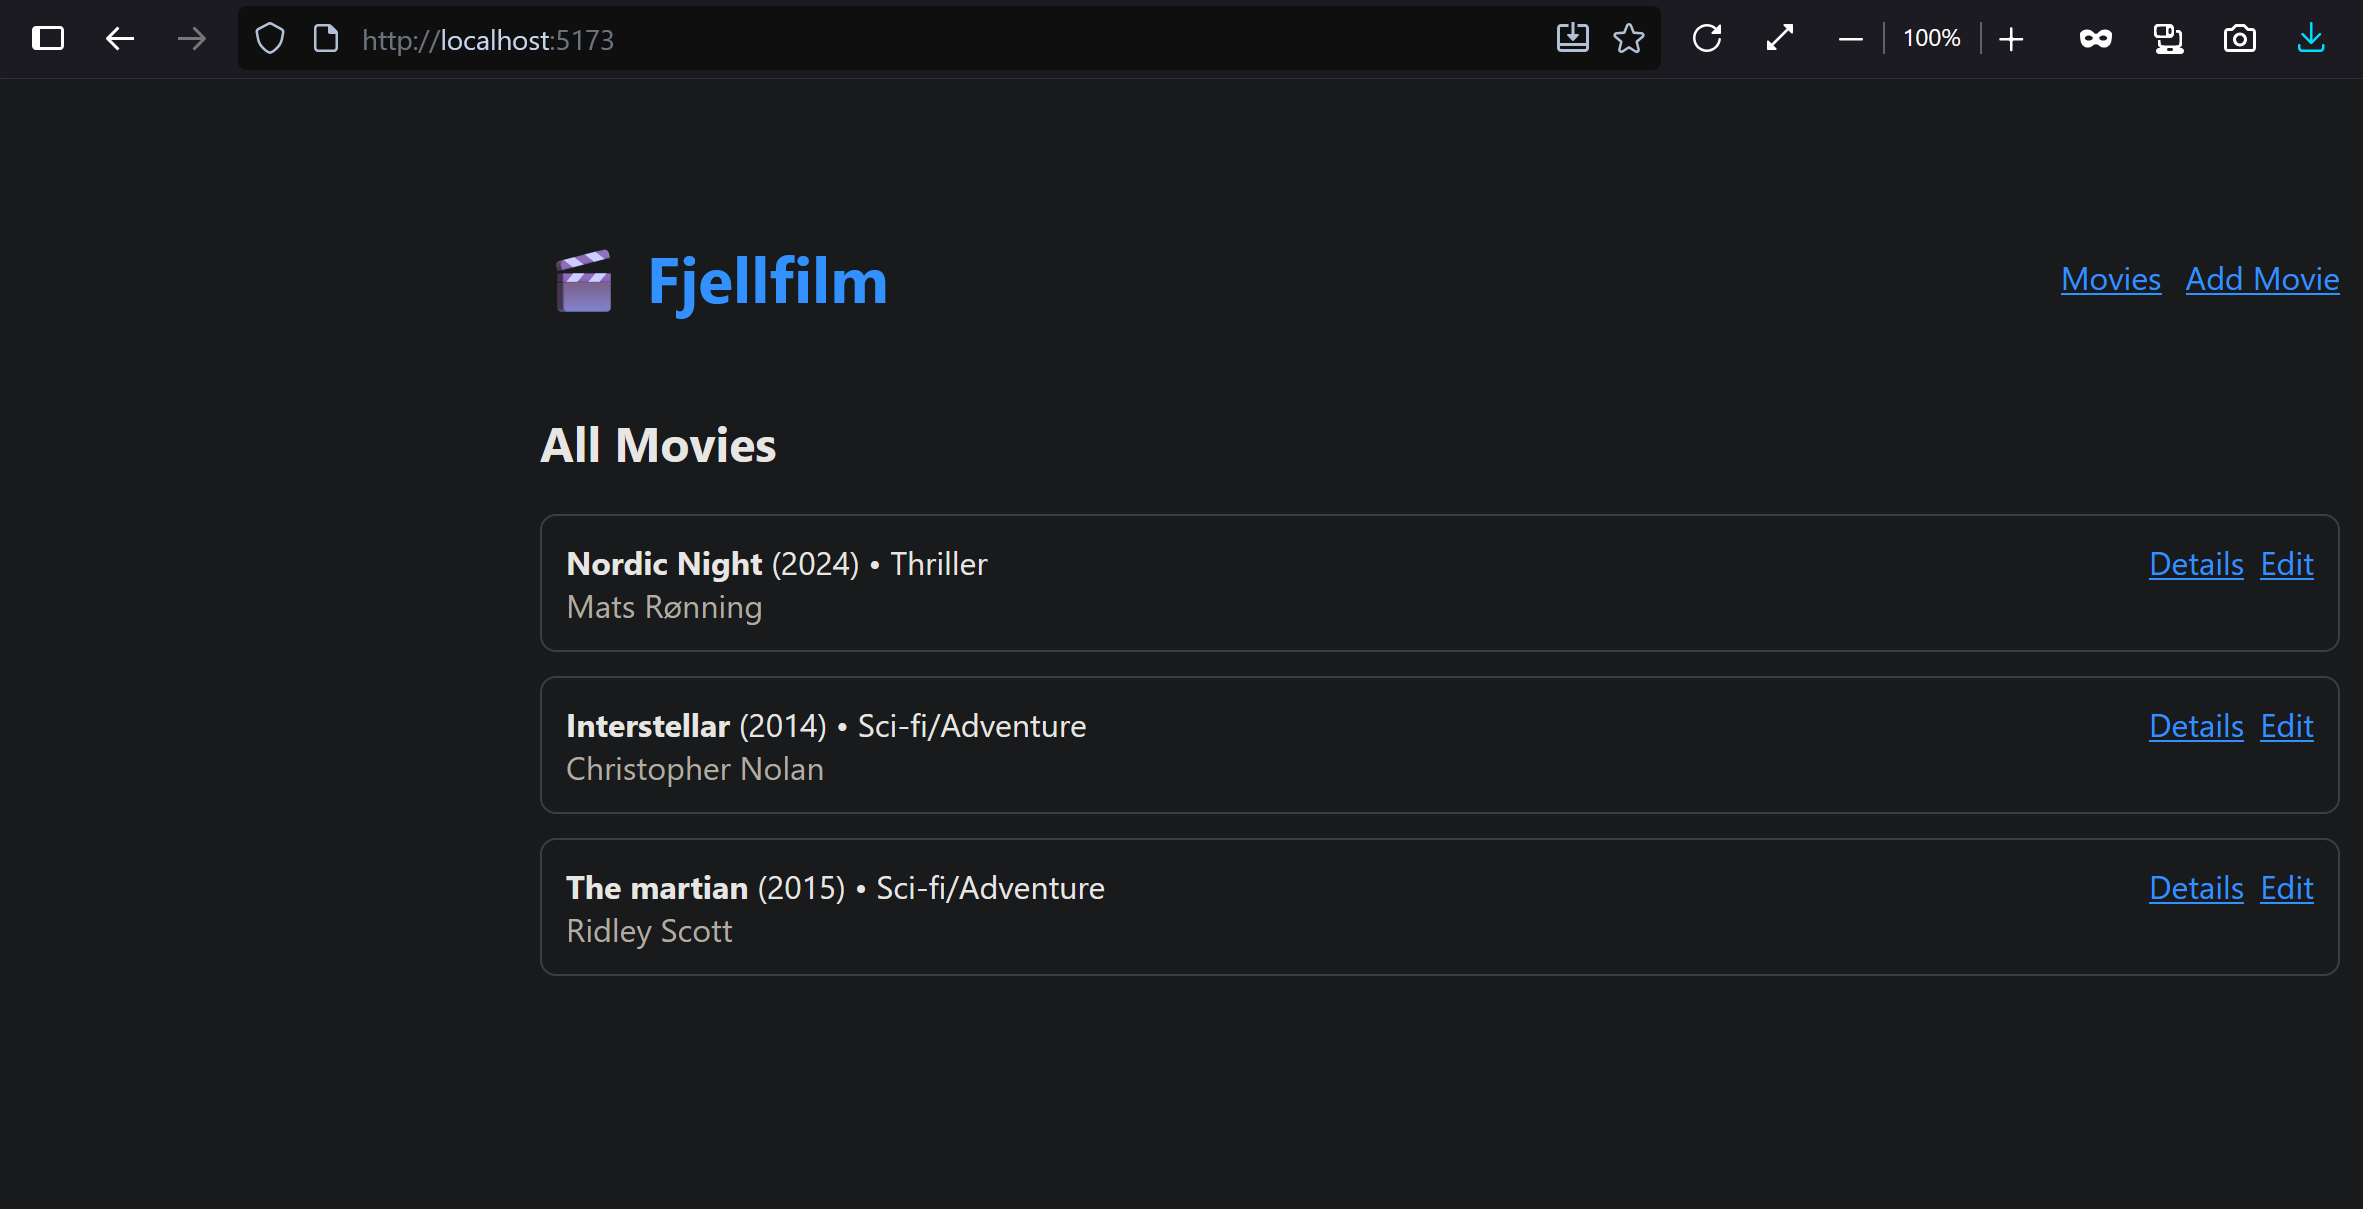 http://localhost:5173
100%
Fjellfilm
Movies Add Movie
All Movies
Nordic Night (2024) • Thriller
Details Edit
Mats Rønning
Interstellar (2014) • Sci-fi/Adventure
Details Edit
Christopher Nolan
The martian (2015) • Sci-fi/Adventure
Details Edit
Ridley Scott